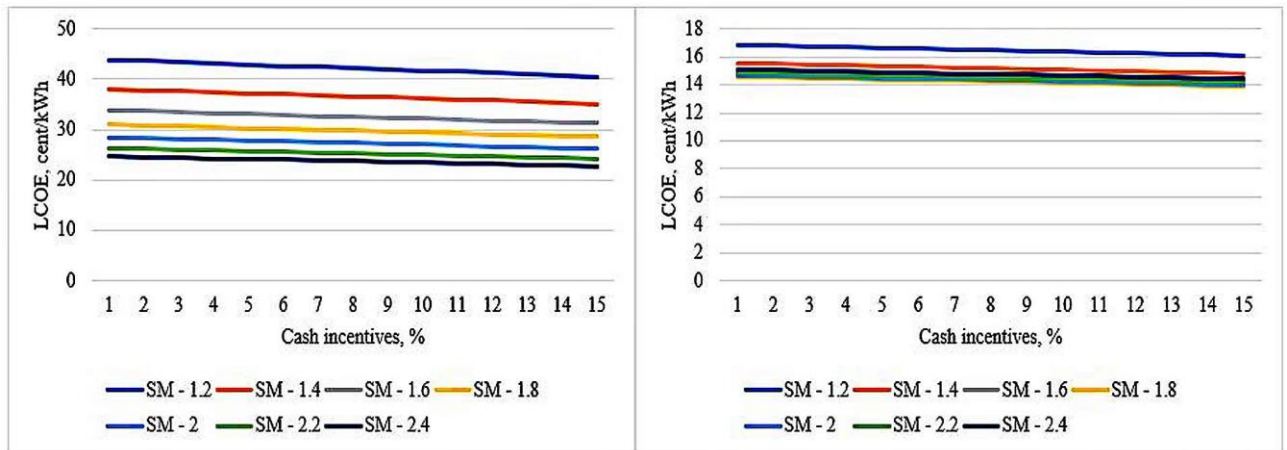 50
40
30
20
10
0
LCOE, cent/kWh
1 2 3 4 5 6 7 8 9 10 11 12 13 14 15
Cash incentives, %
SM - 1.2 SM - 1.4 SM - 1.6 SM - 1.8
SM - 2 SM - 2.2 SM - 2.4
18
16
14
12
10
8
6
4
2
0
LCOE, cent/kWh
1 2 3 4 5 6 7 8 9 10 11 12 13 14 15
Cash incentives, %
SM - 1.2 SM - 1.4 SM - 1.6 SM - 1.8
SM - 2 SM - 2.2 SM - 2.4